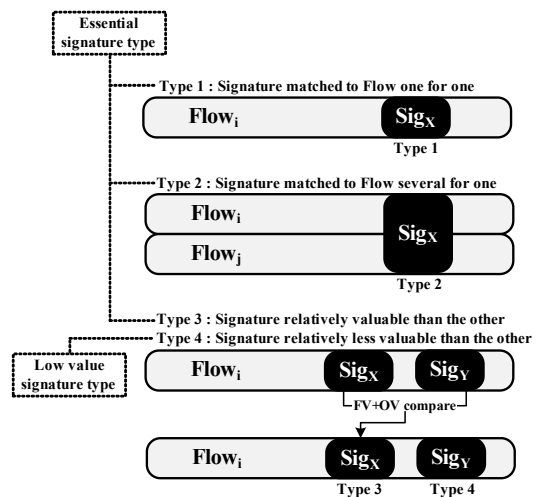 Essential
signature type
Type 1 : Signature matched to Flow one for one
Flowi SigX
Type 1
Type 2 : Signature matched to Flow several for one
Flowi
SigX
Flowj
Type 2
Type 3 : Signature relatively valuable than the other
Type 4 : Signature relatively less valuable than the other
Low value
signature type
Flowi SigX SigY
FV+OV compare
Flowi SigX SigY
Type 3 Type 4